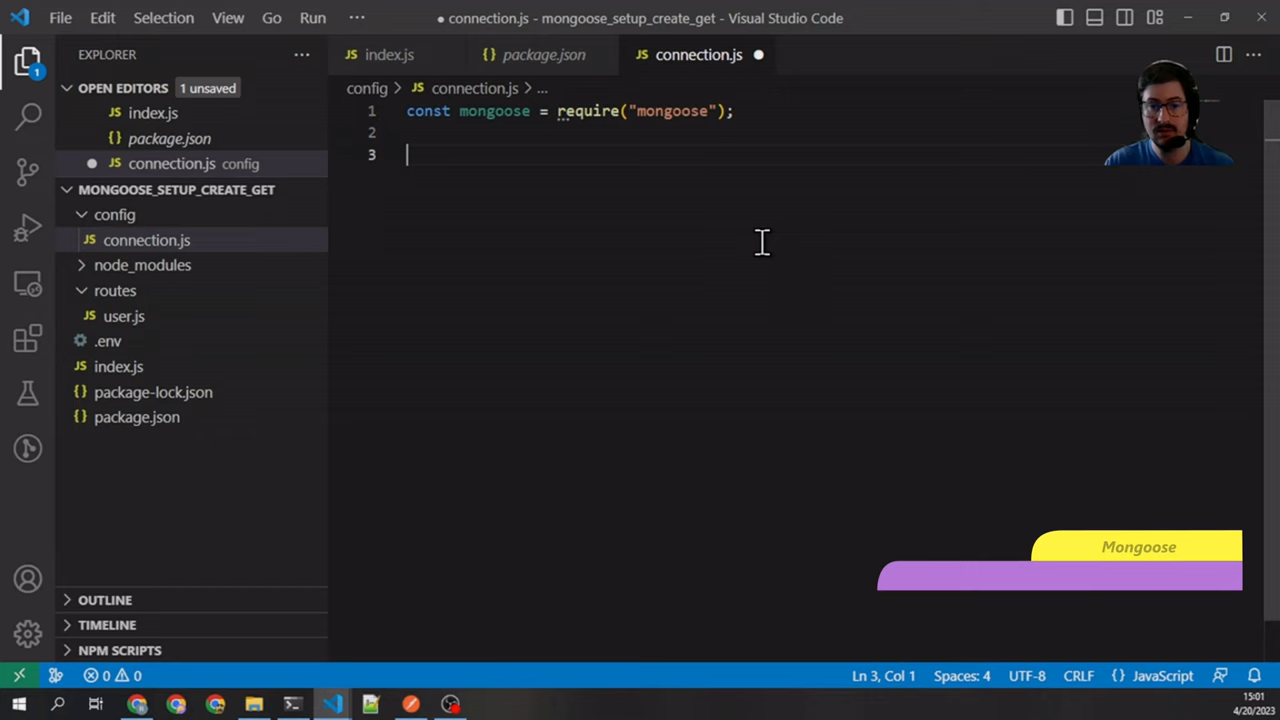 File Edit Selection View Go Run ··· ● connection.js - mongoose_setup_create_get - Visual Studio Code
EXPLORER ···
index.js package.json connection.js ●
OPEN EDITORS 1 unsaved
index.js
package.json
● connection.js config
MONGOOSE_SETUP_CREATE_GET
config
connection.js
node_modules
routes
user.js
.env
index.js
package-lock.json
package.json
OUTLINE
TIMELINE
NPM SCRIPTS
1
config > connection.js > ...
1 const mongoose = require("mongoose");
2
3
Mongoose
0 0 Ln 3, Col 1 Spaces: 4 UTF-8 CRLF {} JavaScript
15:01
4/20/2023